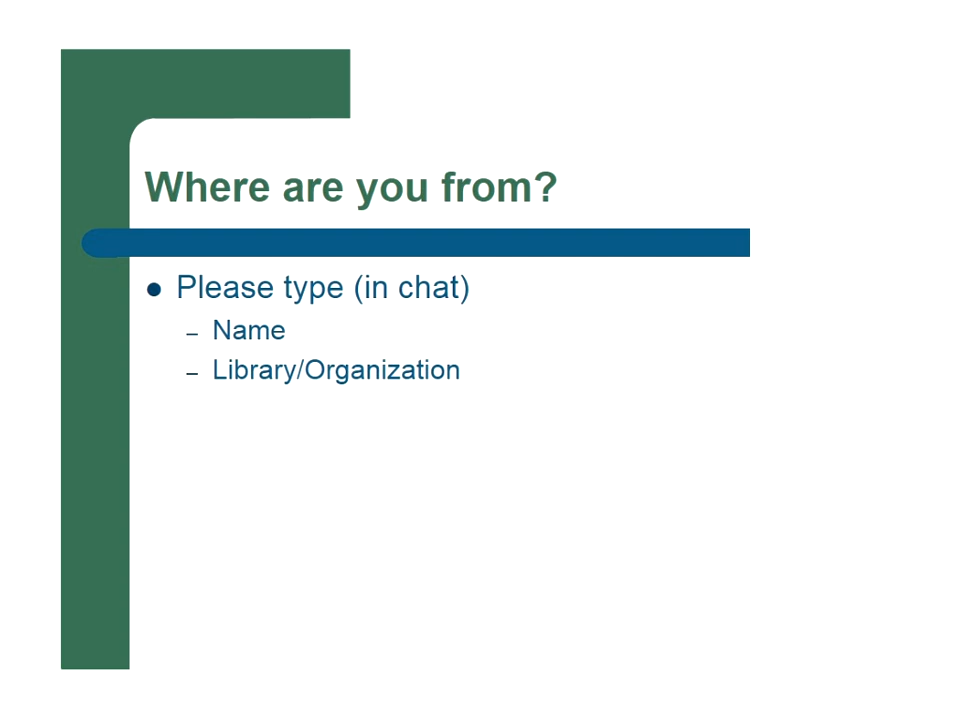 Where are you from?
● Please type (in chat)
– Name
– Library/Organization